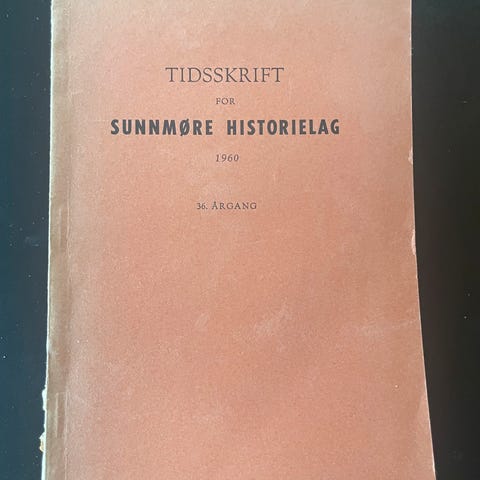 TIDSSKRIFT
FOR
SUNNMØRE HISTORIELAG
1960
36. ÅRGANG